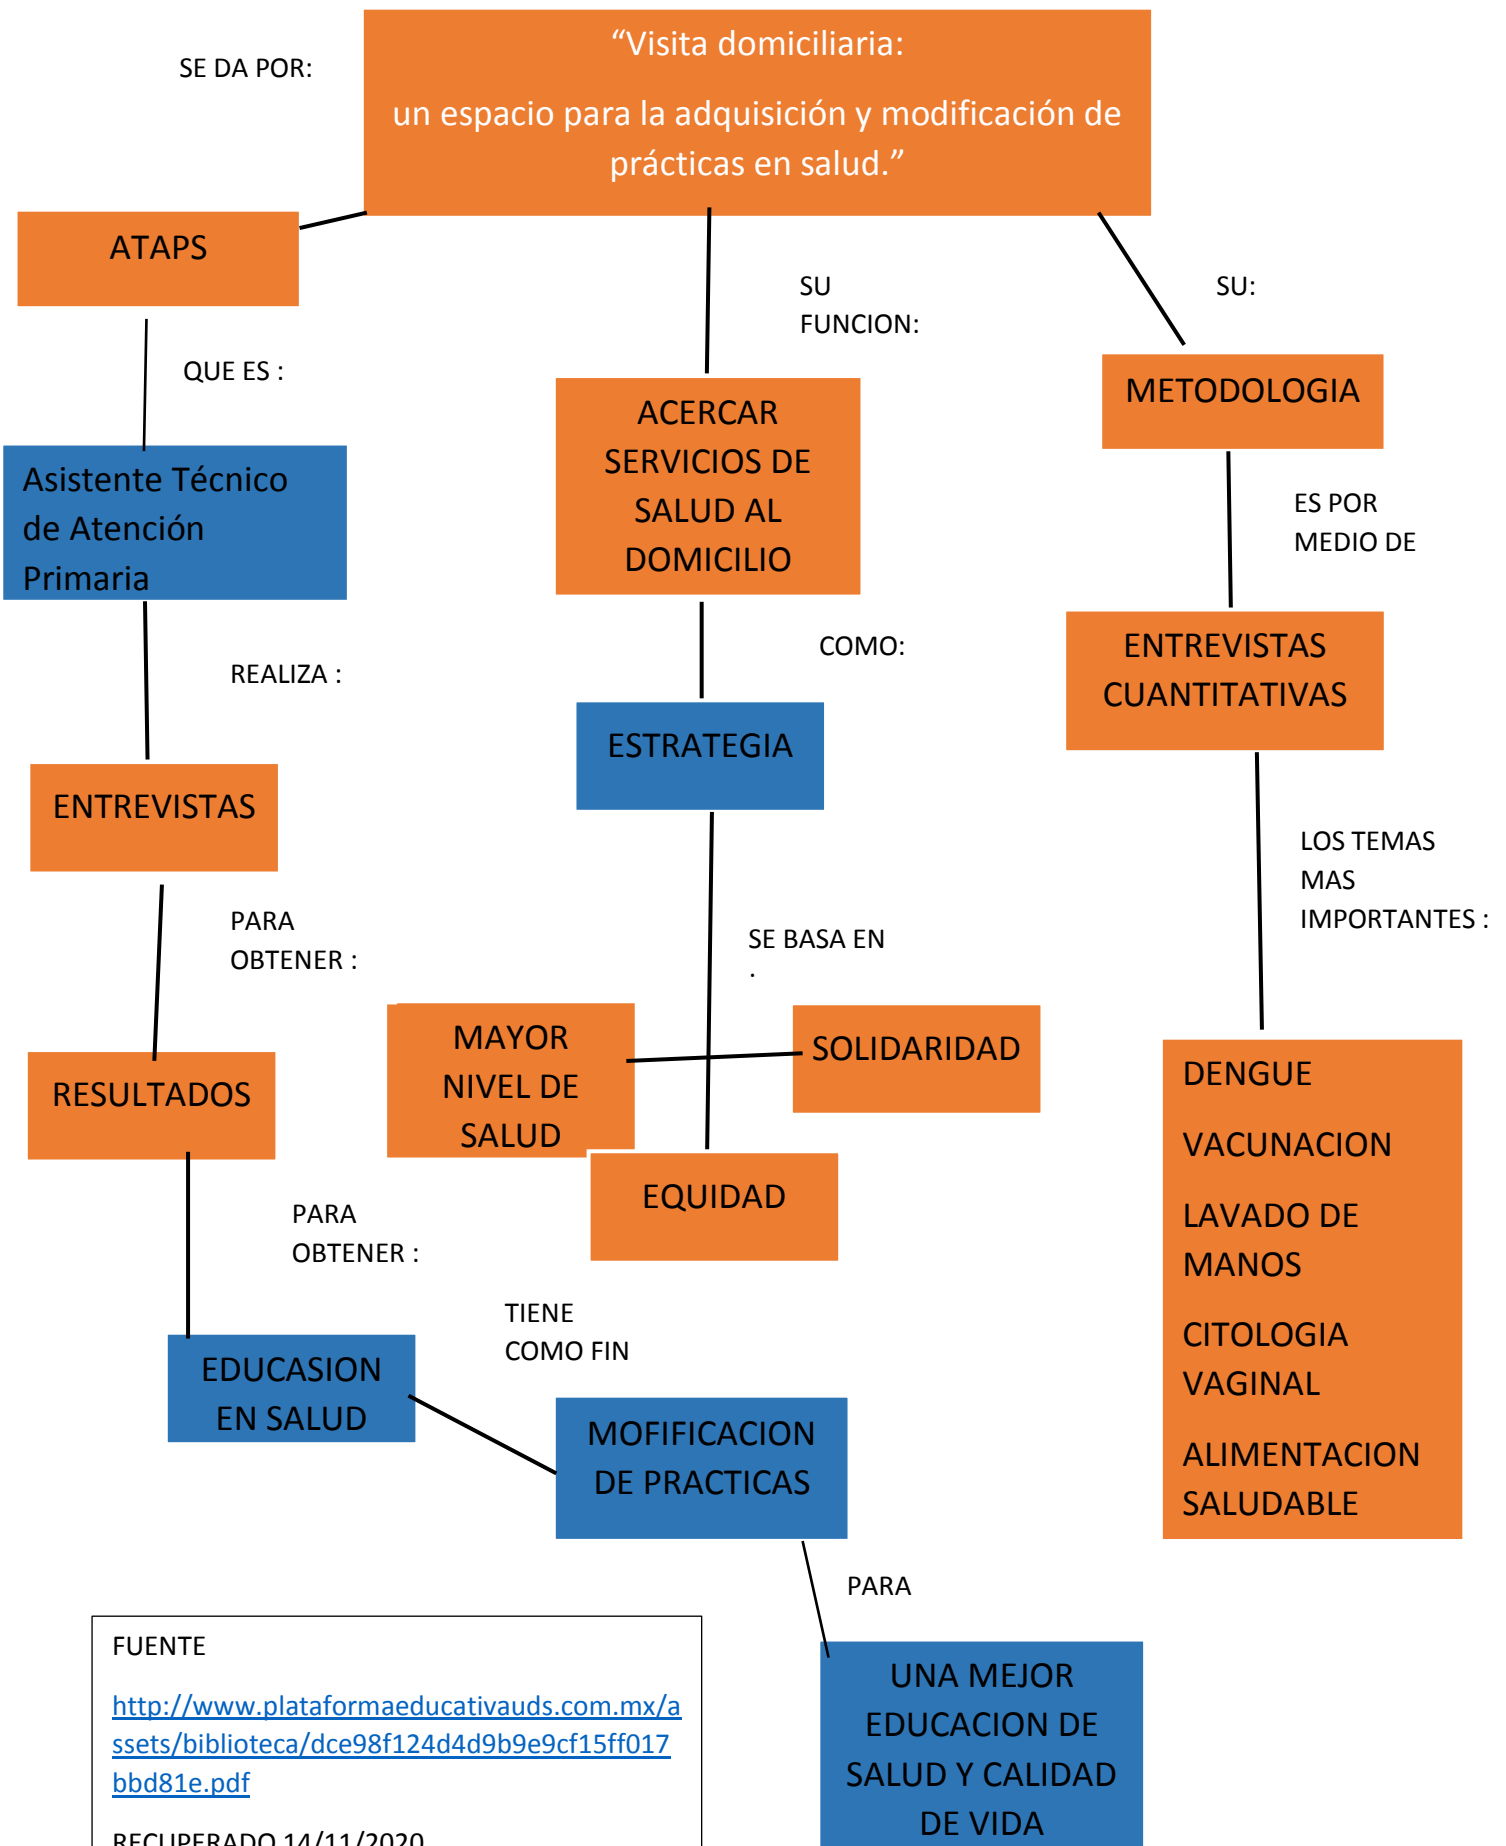 “Visita domiciliaria:
un espacio para la adquisición y modificación de
prácticas en salud.”
SE DA POR:
ATAPS
QUE ES :
Asistente Técnico
de Atención
Primaria
REALIZA :
ENTREVISTAS
PARA
OBTENER :
RESULTADOS
PARA
OBTENER :
EDUCASION
EN SALUD
TIENE
COMO FIN
MOFIFICACION
DE PRACTICAS
PARA
UNA MEJOR
EDUCACION DE
SALUD Y CALIDAD
DE VIDA
SU
FUNCION:
ACERCAR
SERVICIOS DE
SALUD AL
DOMICILIO
COMO:
ESTRATEGIA
SE BASA EN
.
MAYOR
NIVEL DE
SALUD
SOLIDARIDAD
EQUIDAD
SU:
METODOLOGIA
ES POR
MEDIO DE
ENTREVISTAS
CUANTITATIVAS
LOS TEMAS
MAS
IMPORTANTES :
DENGUE
VACUNACION
LAVADO DE
MANOS
CITOLOGIA
VAGINAL
ALIMENTACION
SALUDABLE
FUENTE
http://www.plataformaeducativauds.com.mx/a
ssets/biblioteca/dce98f124d4d9b9e9cf15ff017
bbd81e.pdf
RECUPERADO 14/11/2020